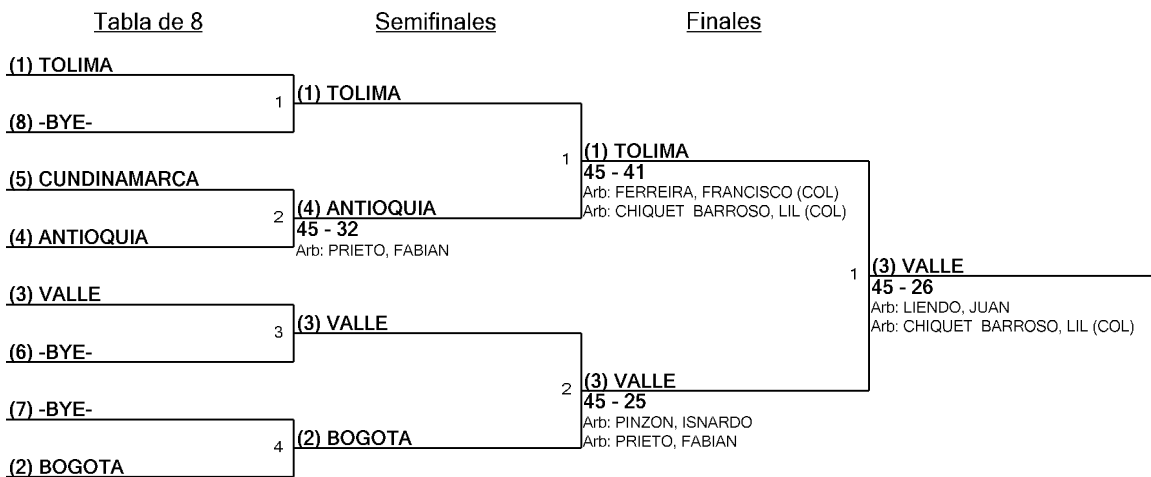 Tabla de 8
Semifinales
Finales
(1) TOLIMA
1
(1) TOLIMA
(8) -BYE-
1
(1) TOLIMA
45 - 41
Arb: FERREIRA, FRANCISCO (COL)
Arb: CHIQUET  BARROSO, LIL (COL)
(5) CUNDINAMARCA
2
(4) ANTIOQUIA
45 - 32
Arb: PRIETO, FABIAN
(4) ANTIOQUIA
1
(3) VALLE
45 - 26
Arb: LIENDO, JUAN
Arb: CHIQUET  BARROSO, LIL (COL)
(3) VALLE
3
(3) VALLE
(6) -BYE-
2
(3) VALLE
45 - 25
Arb: PINZON, ISNARDO
Arb: PRIETO, FABIAN
(7) -BYE-
4
(2) BOGOTA
(2) BOGOTA